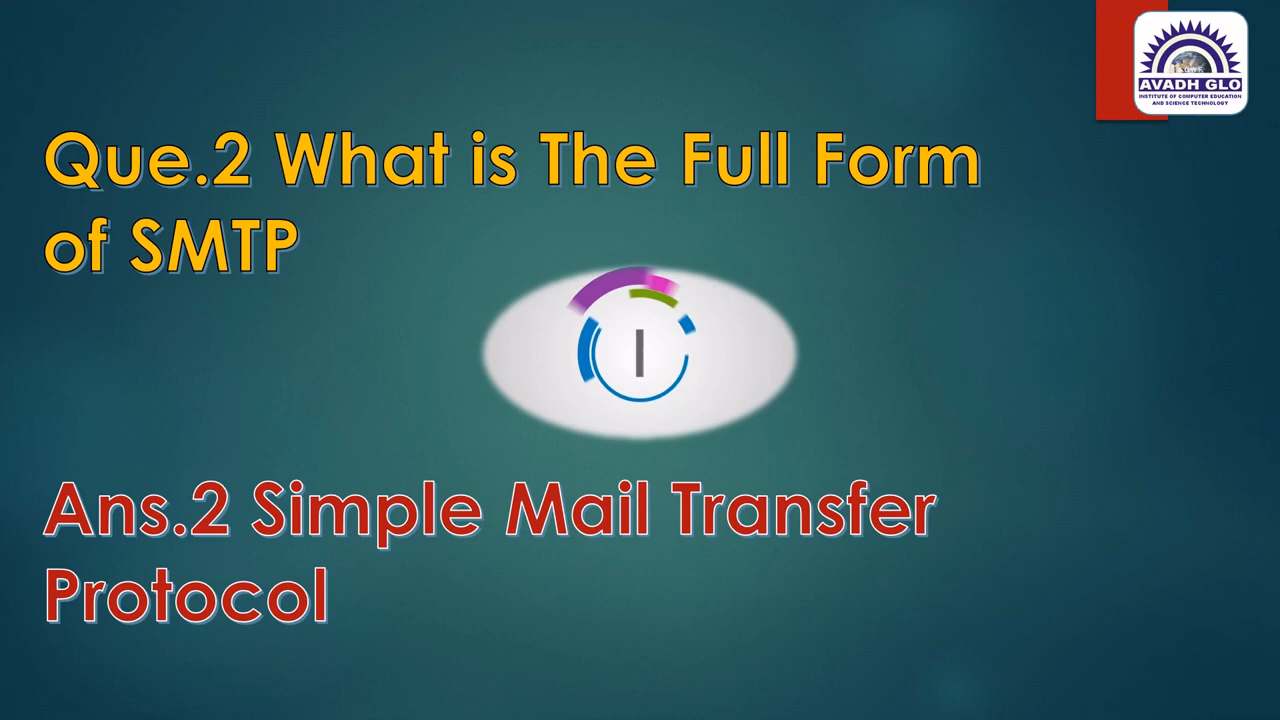 AVADH GLO
INSTITUTE OF COMPUTER EDUCATION
AND SCIENCE TECHNOLOGY
Que.2 What is The Full Form
of SMTP
Ans.2 Simple Mail Transfer
Protocol